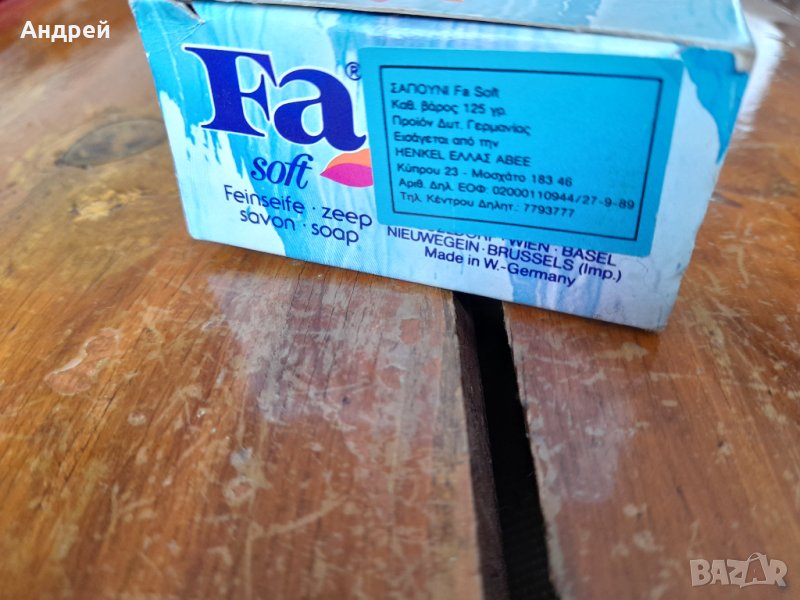 Андрей
Fa®
soft
Feinseife · zeep
savon · soap
ΣΑΠΟΥΝΙ Fa Soft
Καθ. βάρος 125 γρ.
Προϊόν Δυτ. Γερμανίας
Εισάγεται από την
HENKEL ΕΛΛΑΣ ΑΒΕΕ
Κύπρου 23 - Μοσχάτο 183 46
Αριθ. Δηλ. ΕΟΦ: 02000110944/27-9-89
Τηλ. Κέντρου Δηλητ.: 7793777
WIEN · BASEL
NIEUWEGEIN · BRUSSELS (Imp.)
Made in W.-Germany
BAZAR